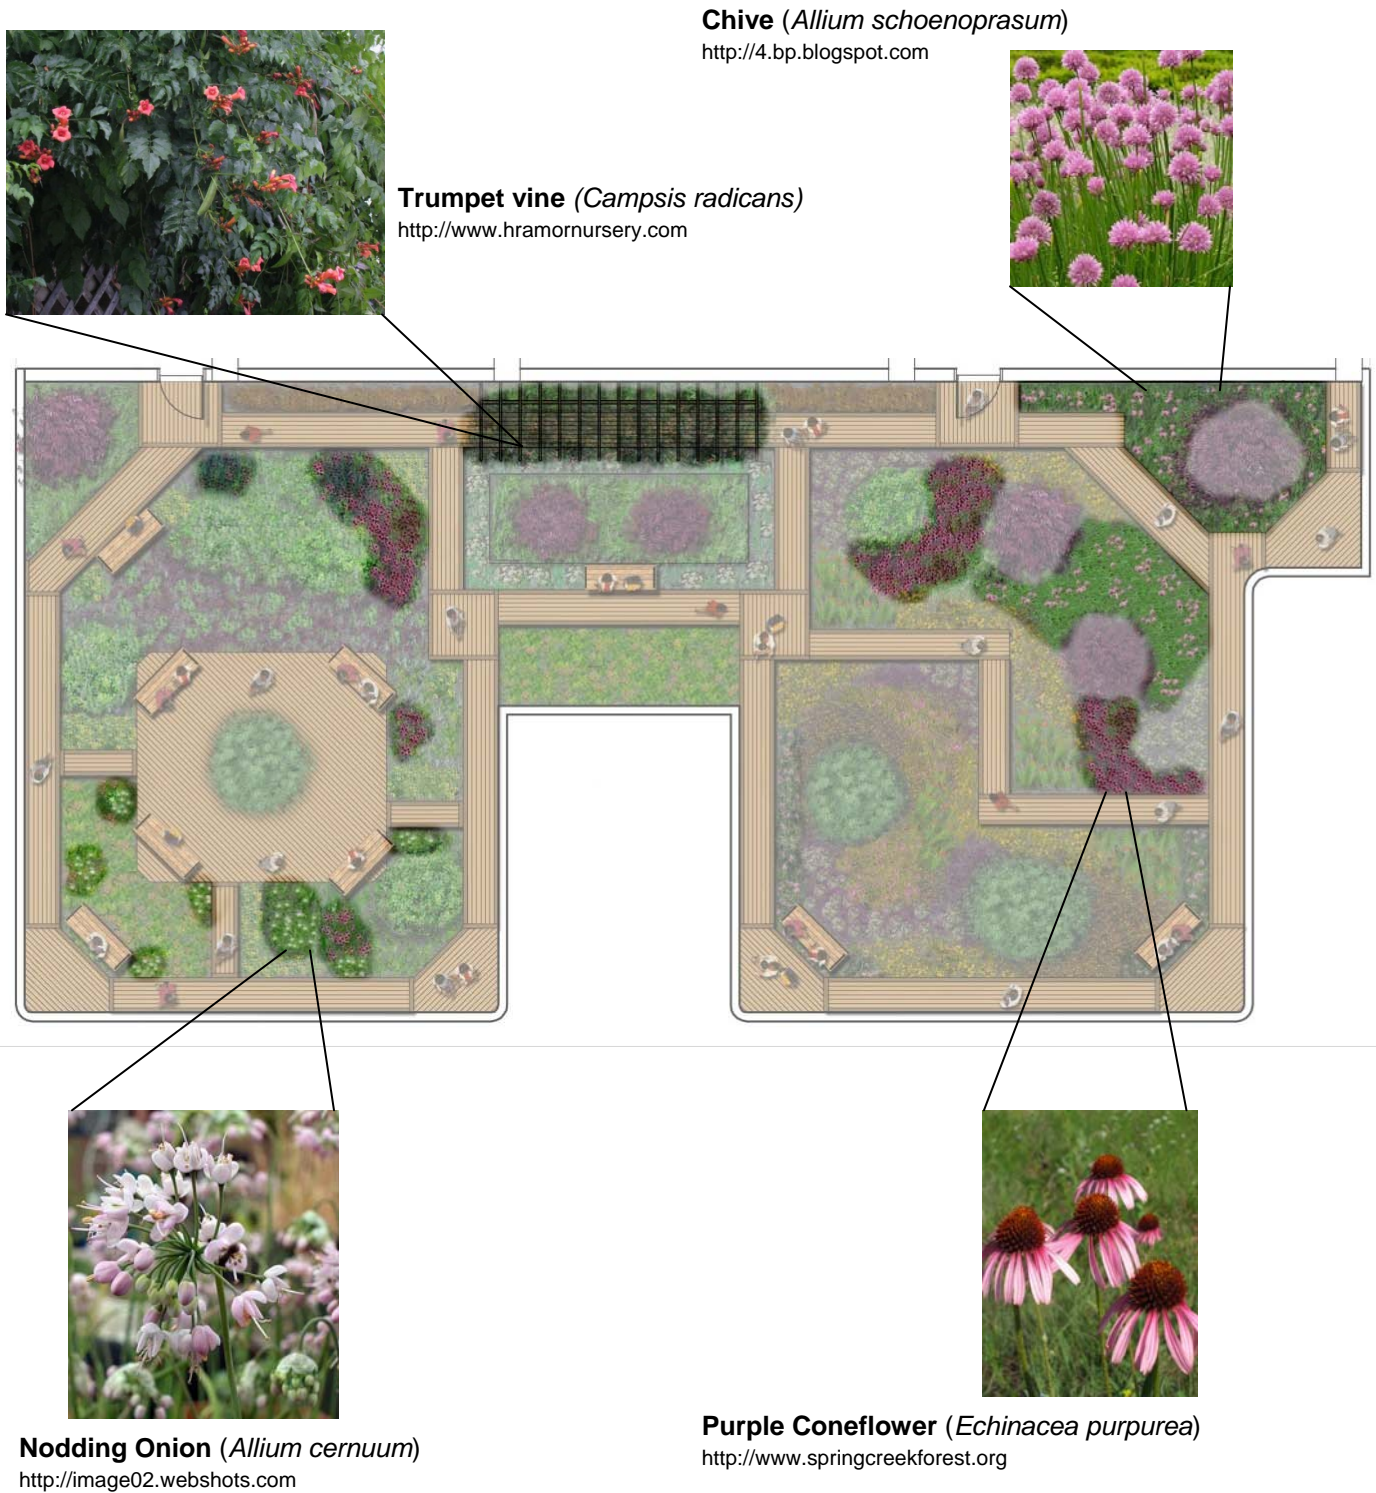 Chive (Allium schoenoprasum)
http://4.bp.blogspot.com
Trumpet vine (Campsis radicans)
http://www.hramornursery.com
Nodding Onion (Allium cernuum)
http://image02.webshots.com
Purple Coneflower (Echinacea purpurea)
http://www.springcreekforest.org